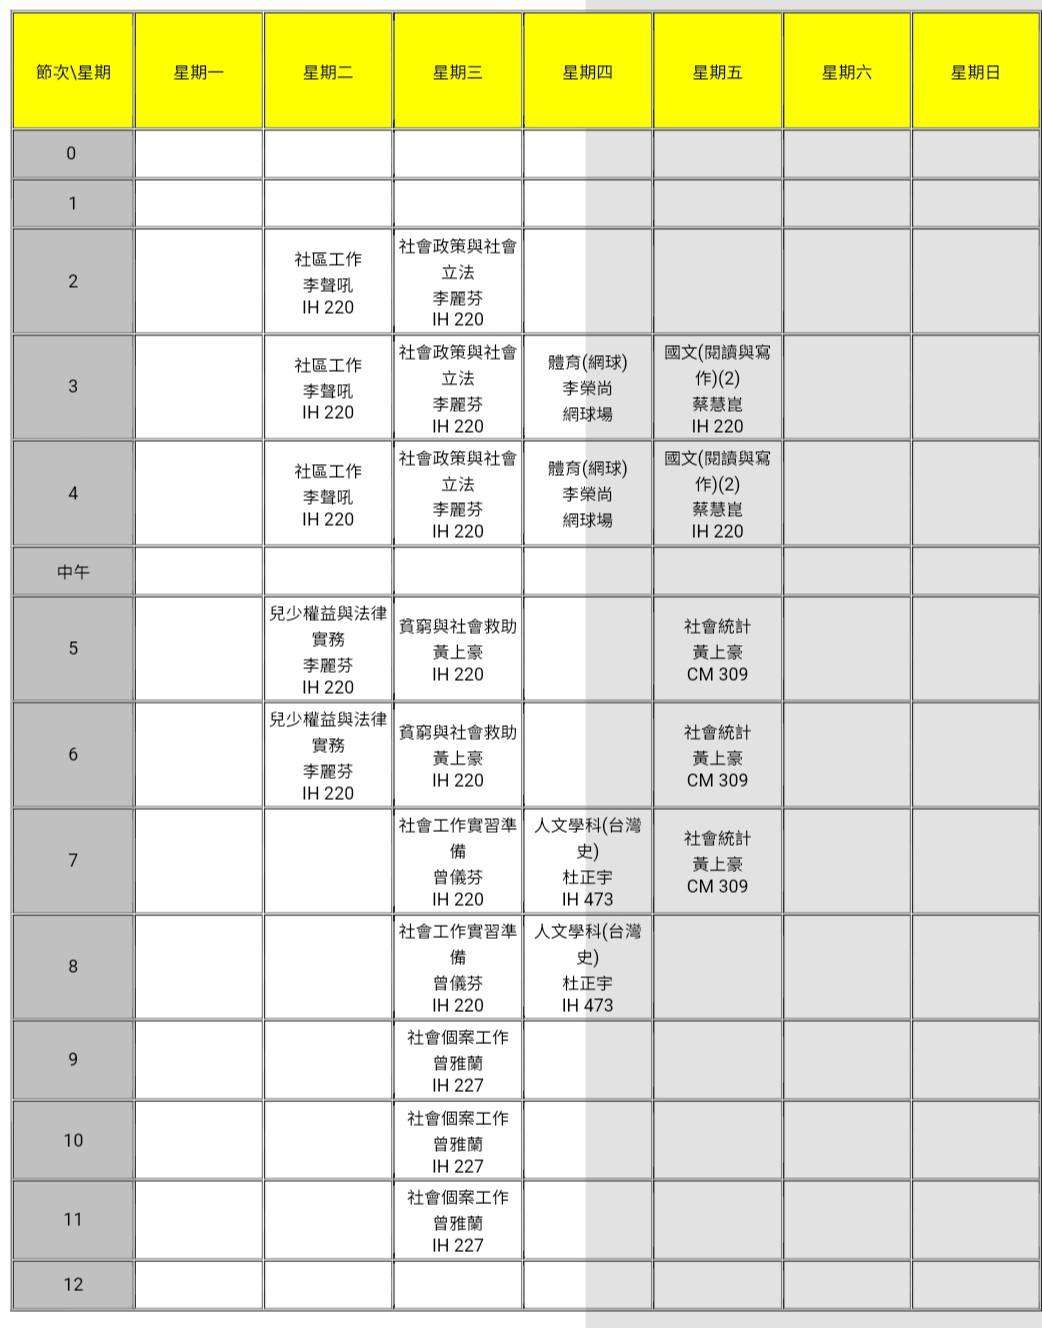 節次\星期 星期一 星期二 星期三 星期四 星期五 星期六 星期日
0
1
2
社區工作
李聲吼
IH 220
社會政策與社會
立法
李麗芬
IH 220
3
社區工作
李聲吼
IH 220
社會政策與社會
立法
李麗芬
IH 220
體育(網球)
李榮尚
網球場
國文(閱讀與寫
作)(2)
蔡慧崑
IH 220
4
社區工作
李聲吼
IH 220
社會政策與社會
立法
李麗芬
IH 220
體育(網球)
李榮尚
網球場
國文(閱讀與寫
作)(2)
蔡慧崑
IH 220
中午
5
兒少權益與法律
實務
李麗芬
IH 220
貧窮與社會救助
黃上豪
IH 220
社會統計
黃上豪
CM 309
6
兒少權益與法律
實務
李麗芬
IH 220
貧窮與社會救助
黃上豪
IH 220
社會統計
黃上豪
CM 309
7
社會工作實習準
備
曾儀芬
IH 220
人文學科(台灣
史)
杜正宇
IH 473
社會統計
黃上豪
CM 309
8
社會工作實習準
備
曾儀芬
IH 220
人文學科(台灣
史)
杜正宇
IH 473
9
社會個案工作
曾雅蘭
IH 227
10
社會個案工作
曾雅蘭
IH 227
11
社會個案工作
曾雅蘭
IH 227
12